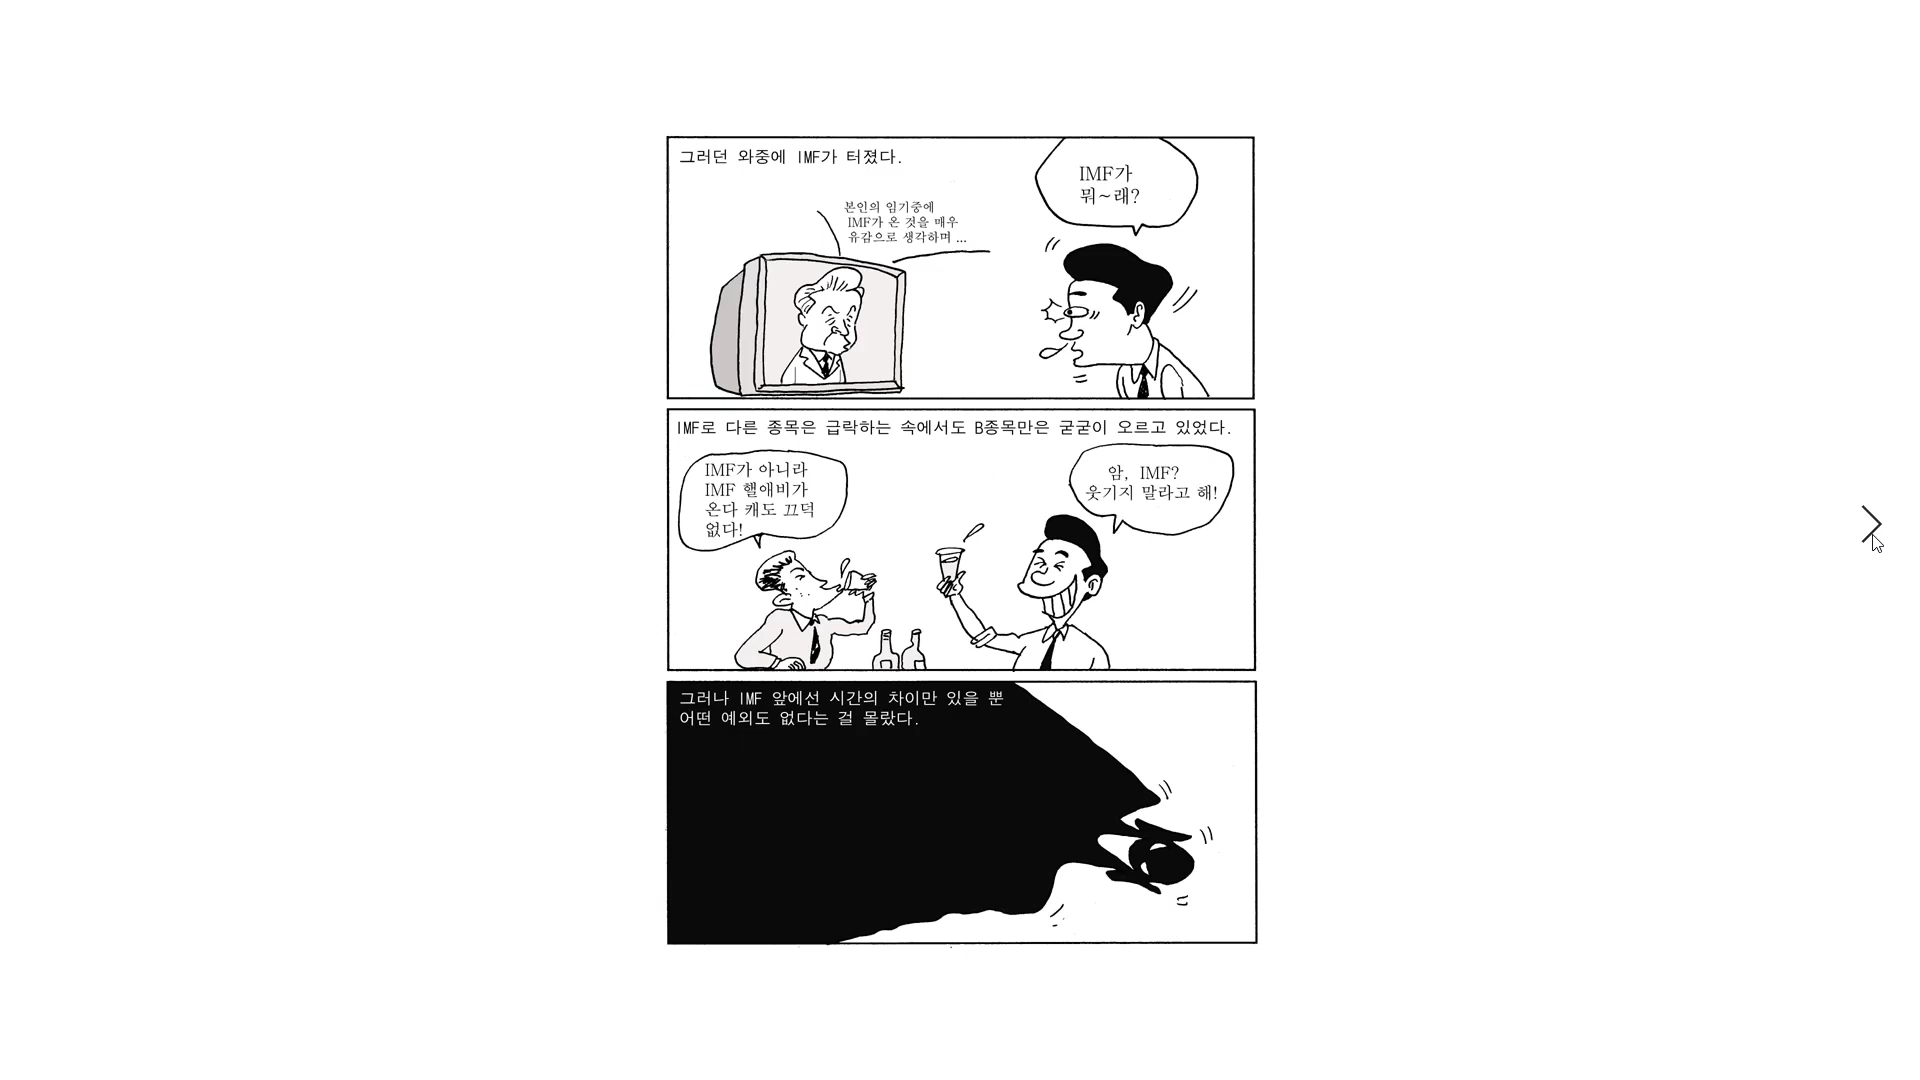 그러던 와중에 IMF가 터졌다.
IMF가
뭐~래?
본인의 임기중에
IMF가 온 것을 매우
유감으로 생각하며 ...
IMF로 다른 종목은 급락하는 속에서도 B종목만은 굳굳이 오르고 있었다.
IMF가 아니라
IMF 핼애비가
온다 캐도 끄덕
없다!
암, IMF?
웃기지 말라고 해!
그러나 IMF 앞에선 시간의 차이만 있을 뿐
어떤 예외도 없다는 걸 몰랐다.